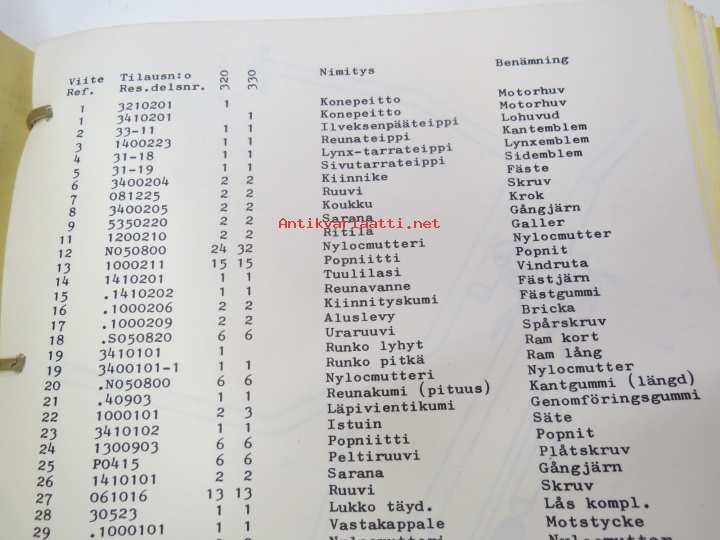 Viite Tilausn:o 320 330 Nimitys Benämning
Ref. Res.delsnr.
1 3210201 1 Konepeitto Motorhuv
1 3410201 1 Konepeitto Motorhuv
2 33-11 1 1 Ilveksenpääteippi Lohuvud
3 1400223 1 1 Reunateippi Kantemblem
4 31-18 1 1 Lynx-tarrateippi Lynxemblem
5 31-19 1 1 Sivutarrateippi Sidemblem
6 3400204 2 2 Kiinnike Fäste
7 081225 2 2 Ruuvi Skruv
8 3400205 2 2 Koukku Krok
9 5350220 2 2 Sarana Gångjärn
Antikvariaatti.net
11 1200210 2 2 Ritilä Galler
12 N050800 24 32 Nylocmutteri Nylocmutter
13 1000211 15 15 Popniitti Popnit
14 1410201 1 1 Tuulilasi Vindruta
15 .1410202 1 1 Reunavanne Fästjärn
16 .1000206 2 2 Kiinnityskumi Fästgummi
17 .1000209 2 2 Aluslevy Bricka
18 .S050820 6 6 Uraruuvi Spårskruv
19 3410101 1 Runko lyhyt Ram kort
19 3400101-1 1 1 Runko pitkä Ram lång
20 .N050800 6 6 Nylocmutteri Nylocmutter
21 .40903 1 1 Reunakumi (pituus) Kantgummi (längd)
22 1000101 2 3 Läpivientikumi Genomföringsgummi
23 3410102 1 1 Istuin Säte
24 1300903 6 6 Popniitti Popnit
25 P0415 6 6 Peltiruuvi Plåtskruv
26 1410101 2 2 Sarana Gångjärn
27 061016 13 13 Ruuvi Skruv
28 30523 1 1 Lukko täyd. Lås kompl.
29 .1000101 1 1 Vastakappale Motstycke